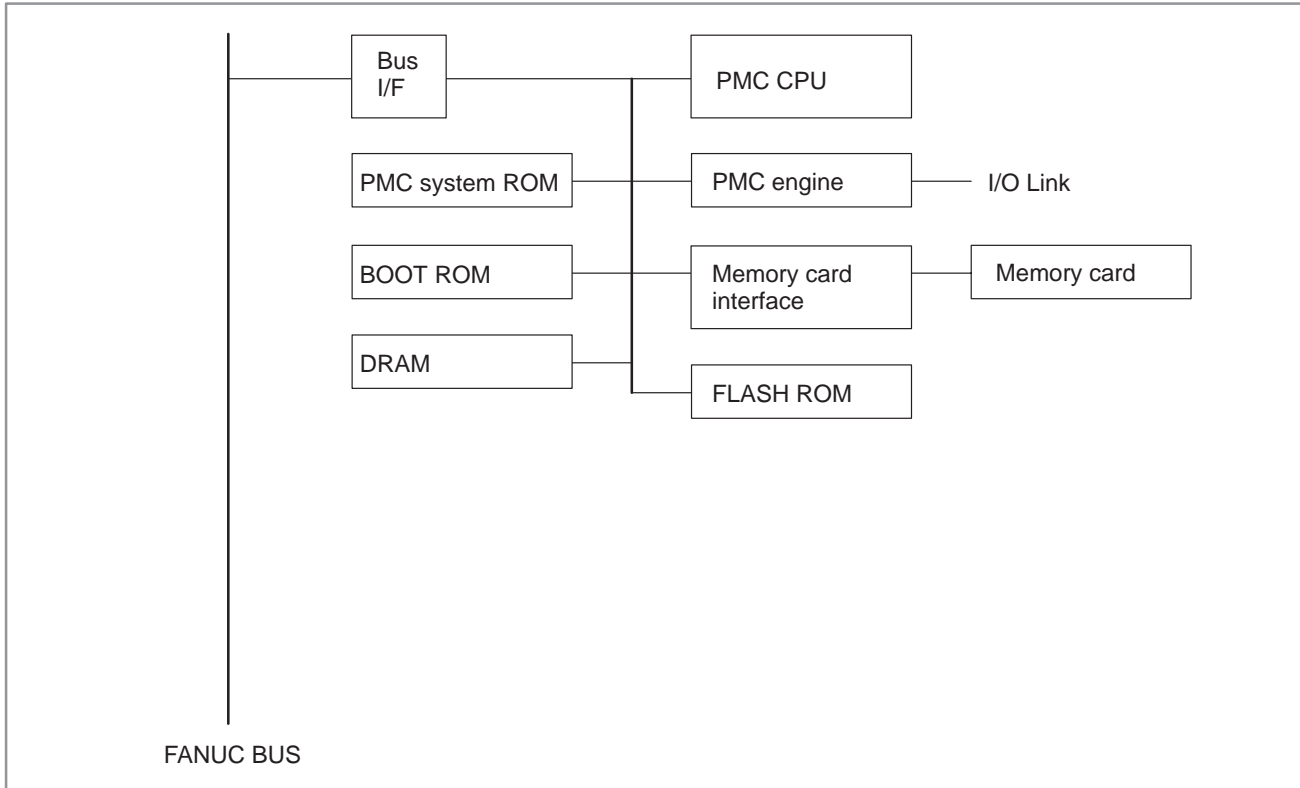 Bus
I/F
PMC CPU
PMC system ROM
PMC engine
I/O Link
BOOT ROM
Memory card
interface
Memory card
DRAM
FLASH ROM
FANUC BUS